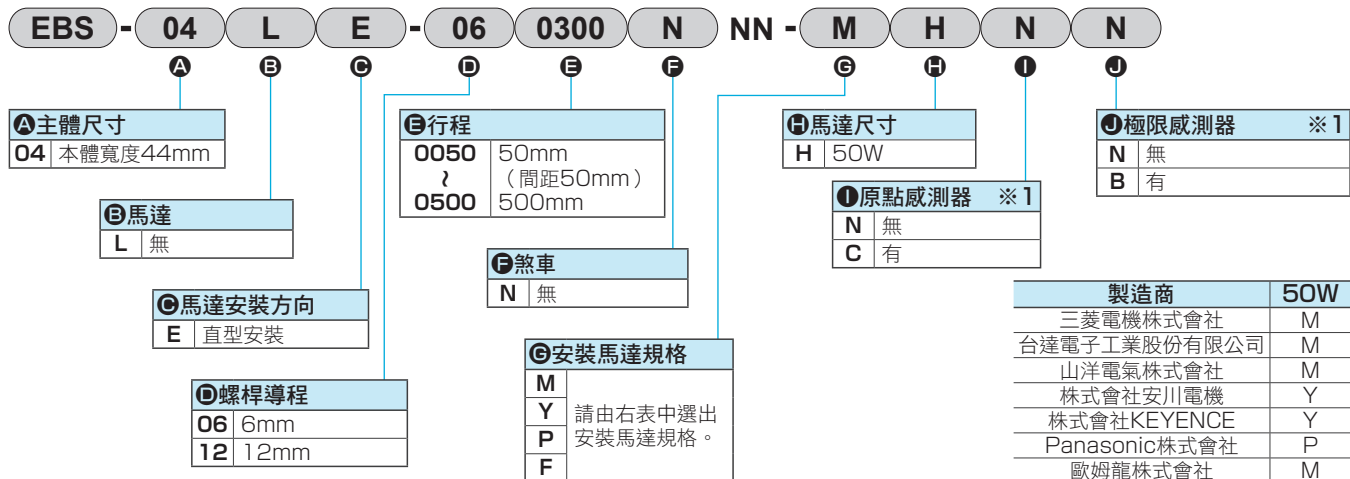 EBS - 04 L E - 06 0300 N NN - M H N N
A B C D E F G H I J
A主體尺寸
04 本體寬度44mm
B馬達
L 無
C馬達安裝方向
E 直型安裝
D螺桿導程
06 6mm
12 12mm
E行程
0050 50mm
～ （間距50mm）
0500 500mm
F煞車
N 無
G安裝馬達規格
M
Y
P
F
請由右表中選出
安裝馬達規格。
H馬達尺寸
H 50W
I原點感測器 ※1
N 無
C 有
J極限感測器 ※1
N 無
B 有
製造商 50W
三菱電機株式會社 M
台達電子工業股份有限公司 M
山洋電氣株式會社 M
株式會社安川電機 Y
株式會社KEYENCE Y
Panasonic株式會社 P
歐姆龍株式會社 M